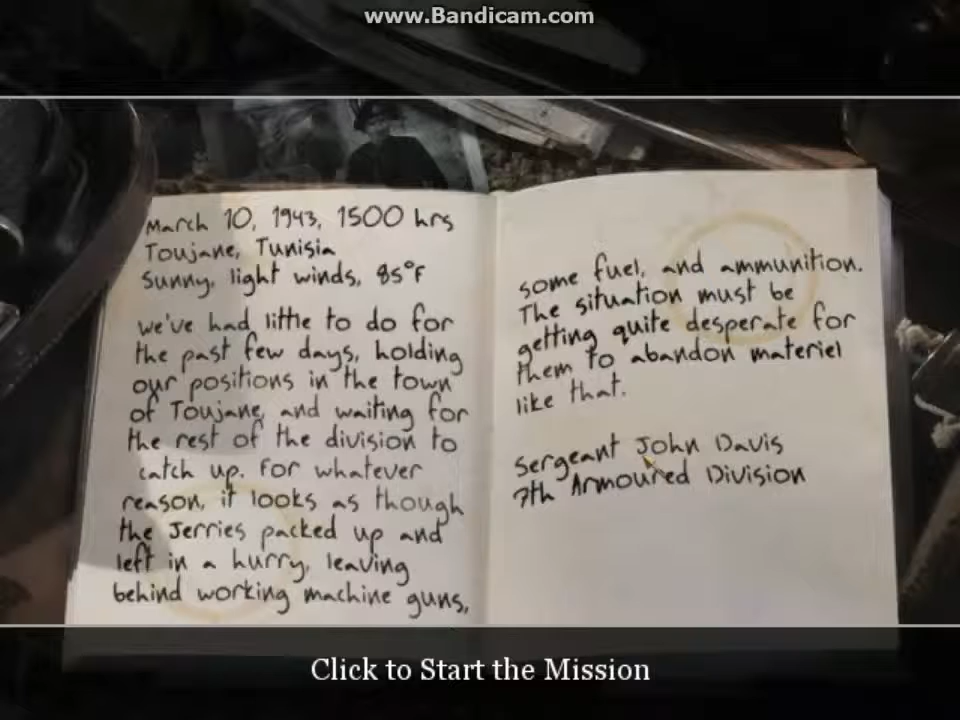 www.Bandicam.com
March 10, 1943, 1500 hrs
Toujane, Tunisia
Sunny, light winds, 85°F
We've had little to do for
the past few days, holding
our positions in the town
of Toujane, and waiting for
the rest of the division to
catch up. For whatever
reason, it looks as though
the Jerries packed up and
left in a hurry, leaving
behind working machine guns,
some fuel, and ammunition.
The situation must be
getting quite desperate for
them to abandon materiel
like that.
Sergeant John Davis
7th Armoured Division
Click to Start the Mission